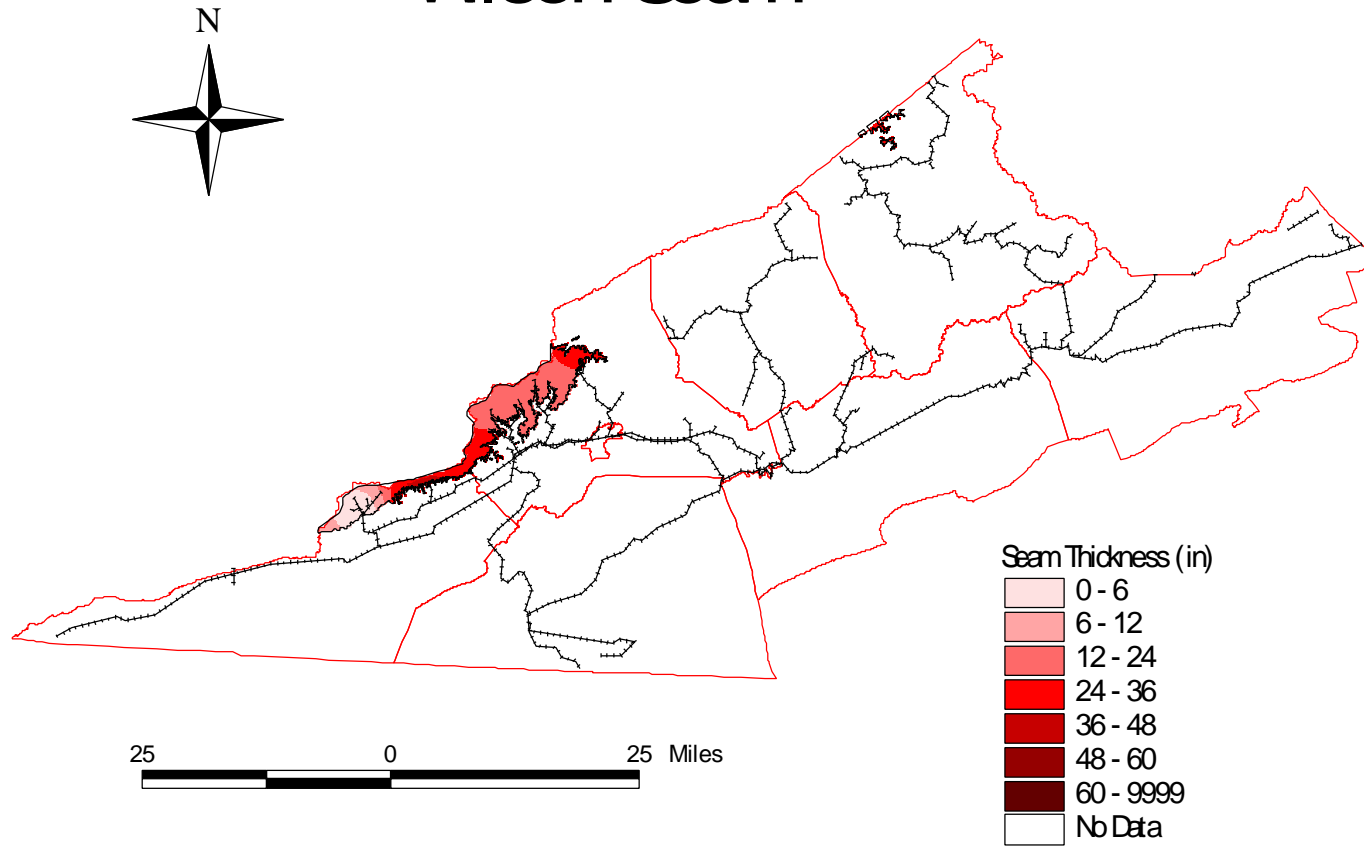 N
Seam Thickness (in)
0 - 6
6 - 12
12 - 24
24 - 36
36 - 48
48 - 60
60 - 9999
No Data
25 0 25 Miles